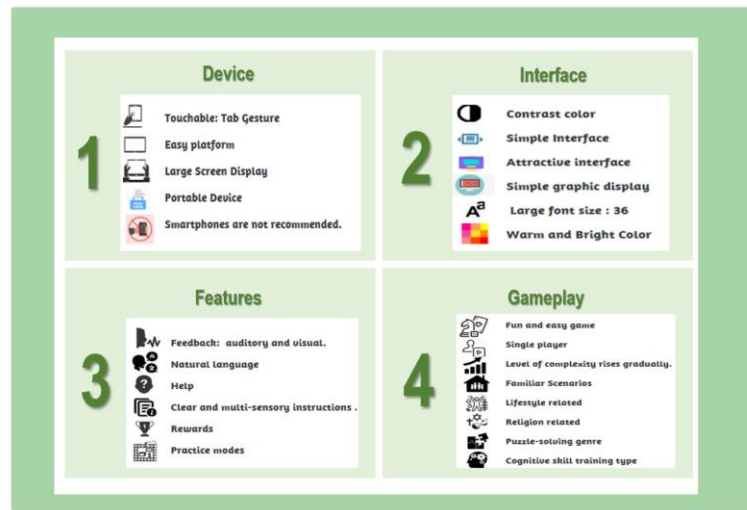 1
Device
Touchable: Tab Gesture
Easy platform
Large Screen Display
Portable Device
Smartphones are not recommended.
2
Interface
Contrast color
Simple Interface
Attractive interface
Simple graphic display
Aa Large font size : 36
Warm and Bright Color
3
Features
Feedback: auditory and visual.
Natural language
Help
Clear and multi-sensory instructions .
Rewards
Practice modes
4
Gameplay
Fun and easy game
Single player
Level of complexity rises gradually.
Familiar Scenarios
Lifestyle related
Religion related
Puzzle-solving genre
Cognitive skill training type